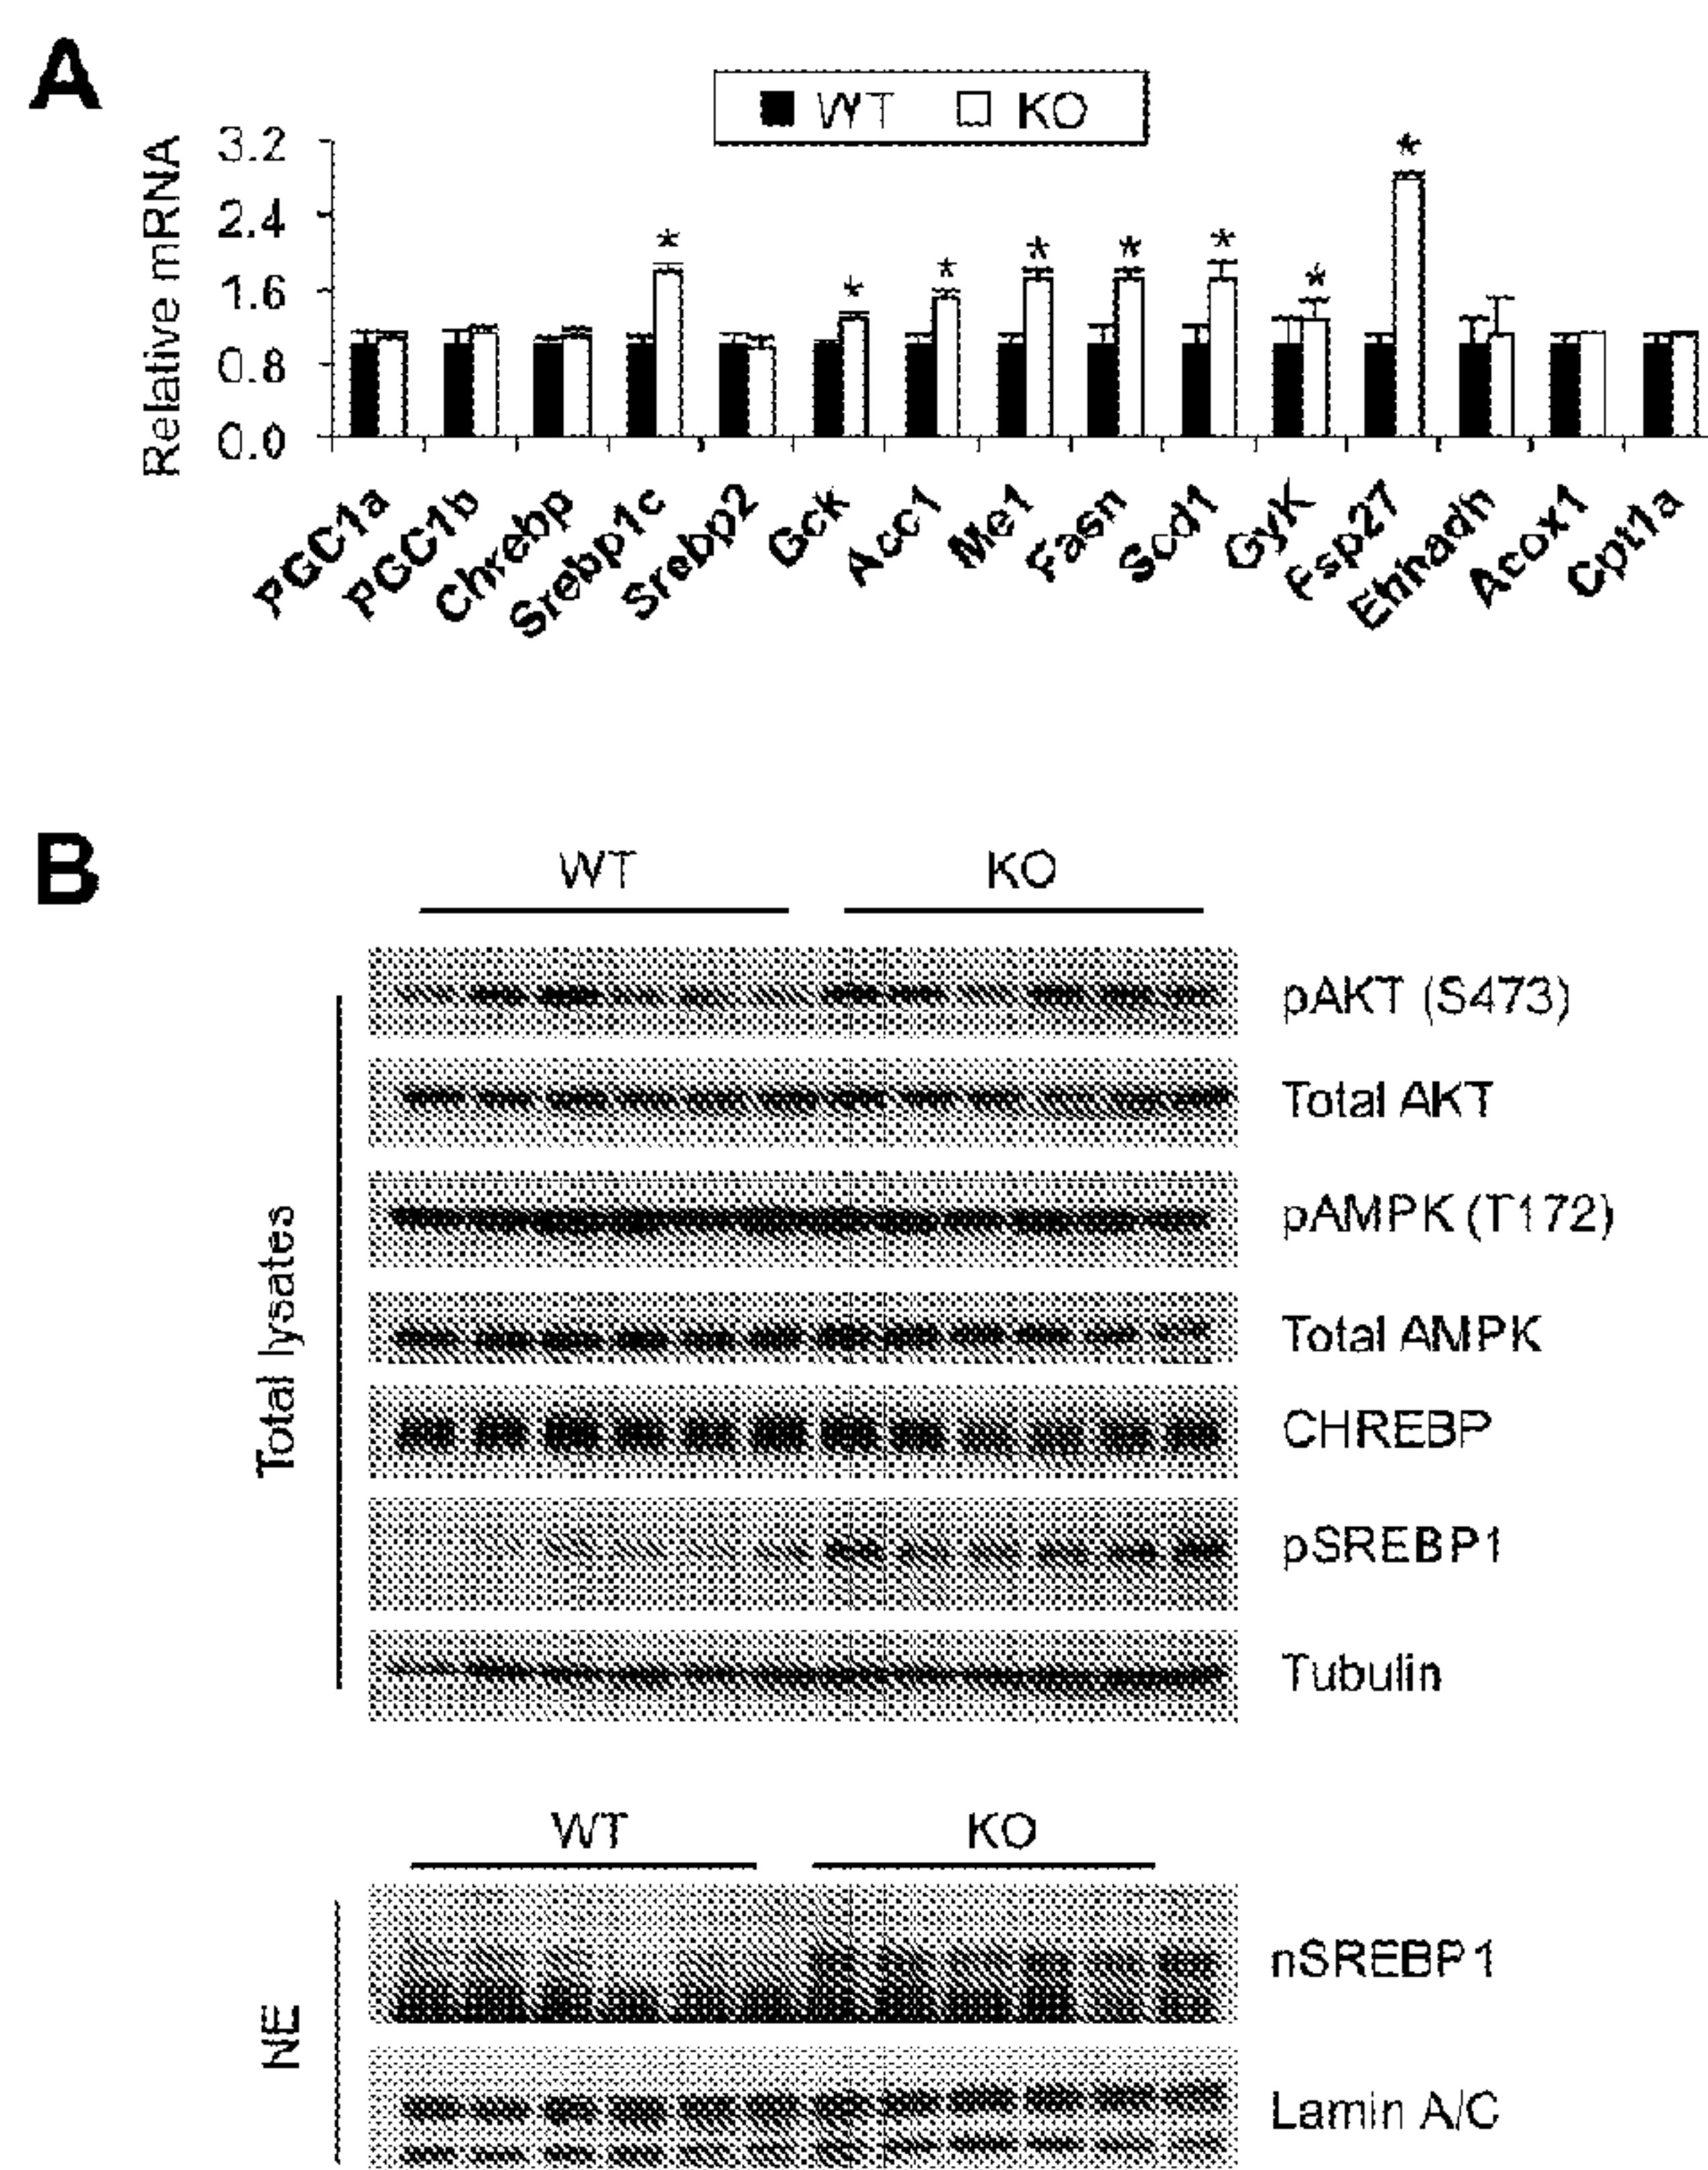 A
WT KO
Relative mRNA
3.2
2.4
1.6
0.8
0.0
* * * * * * * *
PGC1a PGC1b Chrebp Srebp1c Srebp2 Gck Acc1 Me1 Fasn Scd1 GyK Fsp27 Ehhadh Acox1 Cpt1a
B
WT KO
Total lysates
pAKT (S473)
Total AKT
pAMPK (T172)
Total AMPK
CHREBP
pSREBP1
Tubulin
WT KO
NE
nSREBP1
Lamin A/C